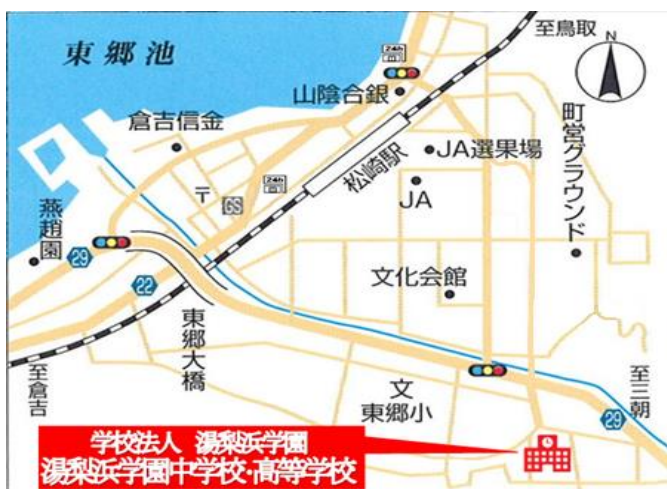 至鳥取
N
東郷池
24h
山陰合銀
町営グラウンド
倉吉信金
JA選果場
松崎駅
24h
〒
GS
JA
燕趙園
29
22
文化会館
東郷大橋
至倉吉
至三朝
29
文
東郷小
学校法人 湯梨浜学園
湯梨浜学園中学校・高等学校